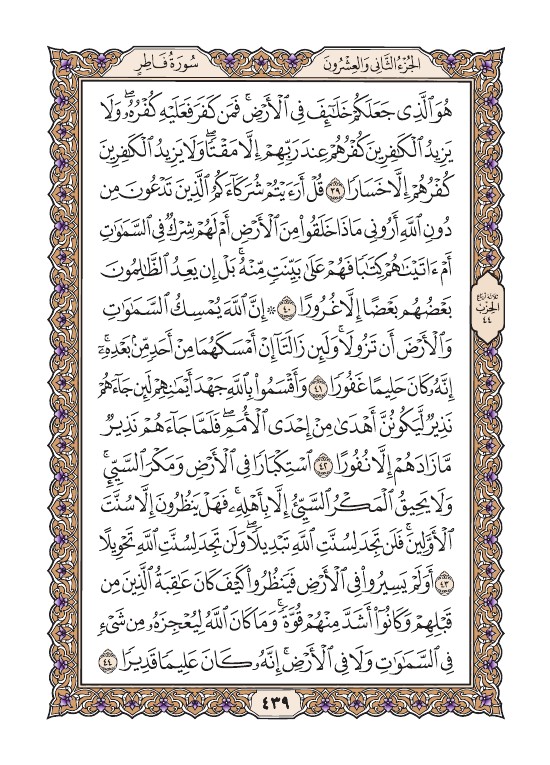 الجُزْءُ الثَّانِي وَالعِشْرُونَ
سُورَةُ فَاطِرٍ
هُوَ ٱلَّذِي جَعَلَكُمْ خَلَٰٓئِفَ فِي ٱلْأَرْضِۚ فَمَن كَفَرَ فَعَلَيْهِ كُفْرُهُۥۖ وَلَا
يَزِيدُ ٱلْكَٰفِرِينَ كُفْرُهُمْ عِندَ رَبِّهِمْ إِلَّا مَقْتٗاۖ وَلَا يَزِيدُ ٱلْكَٰفِرِينَ
كُفْرُهُمْ إِلَّا خَسَارٗا ٣٩ قُلْ أَرَءَيْتُمْ شُرَكَآءَكُمُ ٱلَّذِينَ تَدْعُونَ مِن
دُونِ ٱللَّهِ أَرُونِي مَاذَا خَلَقُواْ مِنَ ٱلْأَرْضِ أَمْ لَهُمْ شِرْكٞ فِي ٱلسَّمَٰوَٰتِ
أَمْ ءَاتَيْنَٰهُمْ كِتَٰبٗا فَهُمْ عَلَىٰ بَيِّنَتٖ مِّنْهُۚ بَلْ إِن يَعِدُ ٱلظَّٰلِمُونَ
بَعْضُهُم بَعْضًا إِلَّا غُرُورًا ٤٠ ۞ إِنَّ ٱللَّهَ يُمْسِكُ ٱلسَّمَٰوَٰتِ
وَٱلْأَرْضَ أَن تَزُولَاۚ وَلَئِن زَالَتَآ إِنْ أَمْسَكَهُمَا مِنْ أَحَدٖ مِّنۢ بَعْدِهِۦٓۚ
إِنَّهُۥ كَانَ حَلِيمًا غَفُورٗا ٤١ وَأَقْسَمُواْ بِٱللَّهِ جَهْدَ أَيْمَٰنِهِمْ لَئِن جَآءَهُمْ
نَذِيرٞ لَّيَكُونُنَّ أَهْدَىٰ مِنْ إِحْدَى ٱلْأُمَمِۖ فَلَمَّا جَآءَهُمْ نَذِيرٞ
مَّا زَادَهُمْ إِلَّا نُفُورًا ٤٢ ٱسْتِكْبَارٗا فِي ٱلْأَرْضِ وَمَكْرَ ٱلسَّيِّئِۚ
وَلَا يَحِيقُ ٱلْمَكْرُ ٱلسَّيِّئُ إِلَّا بِأَهْلِهِۦۚ فَهَلْ يَنظُرُونَ إِلَّا سُنَّتَ
ٱلْأَوَّلِينَۚ فَلَن تَجِدَ لِسُنَّتِ ٱللَّهِ تَبْدِيلٗاۖ وَلَن تَجِدَ لِسُنَّتِ ٱللَّهِ تَحْوِيلًا
٤٣ أَوَلَمْ يَسِيرُواْ فِي ٱلْأَرْضِ فَيَنظُرُواْ كَيْفَ كَانَ عَٰقِبَةُ ٱلَّذِينَ مِن
قَبْلِهِمْ وَكَانُوٓاْ أَشَدَّ مِنْهُمْ قُوَّةٗۚ وَمَا كَانَ ٱللَّهُ لِيُعْجِزَهُۥ مِن شَيْءٖ
فِي ٱلسَّمَٰوَٰتِ وَلَا فِي ٱلْأَرْضِۚ إِنَّهُۥ كَانَ عَلِيمٗا قَدِيرٗا ٤٤
ثلاثة أرباع
الحزب
٤٤
٤٣٩